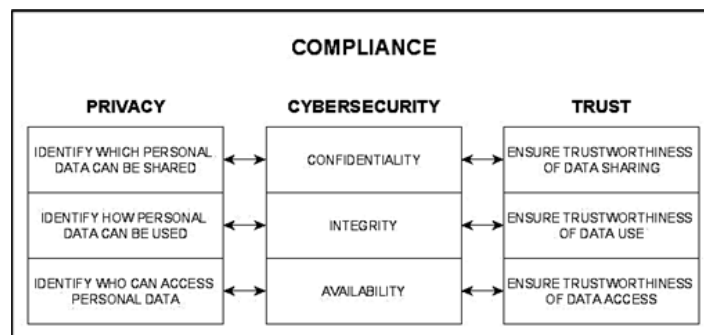 COMPLIANCE
PRIVACY CYBERSECURITY TRUST
IDENTIFY WHICH PERSONAL
DATA CAN BE SHARED
CONFIDENTIALITY
ENSURE TRUSTWORTHINESS
OF DATA SHARING
IDENTIFY HOW PERSONAL
DATA CAN BE USED
INTEGRITY
ENSURE TRUSTWORTHINESS
OF DATA USE
IDENTIFY WHO CAN ACCESS
PERSONAL DATA
AVAILABILITY
ENSURE TRUSTWORTHINESS
OF DATA ACCESS